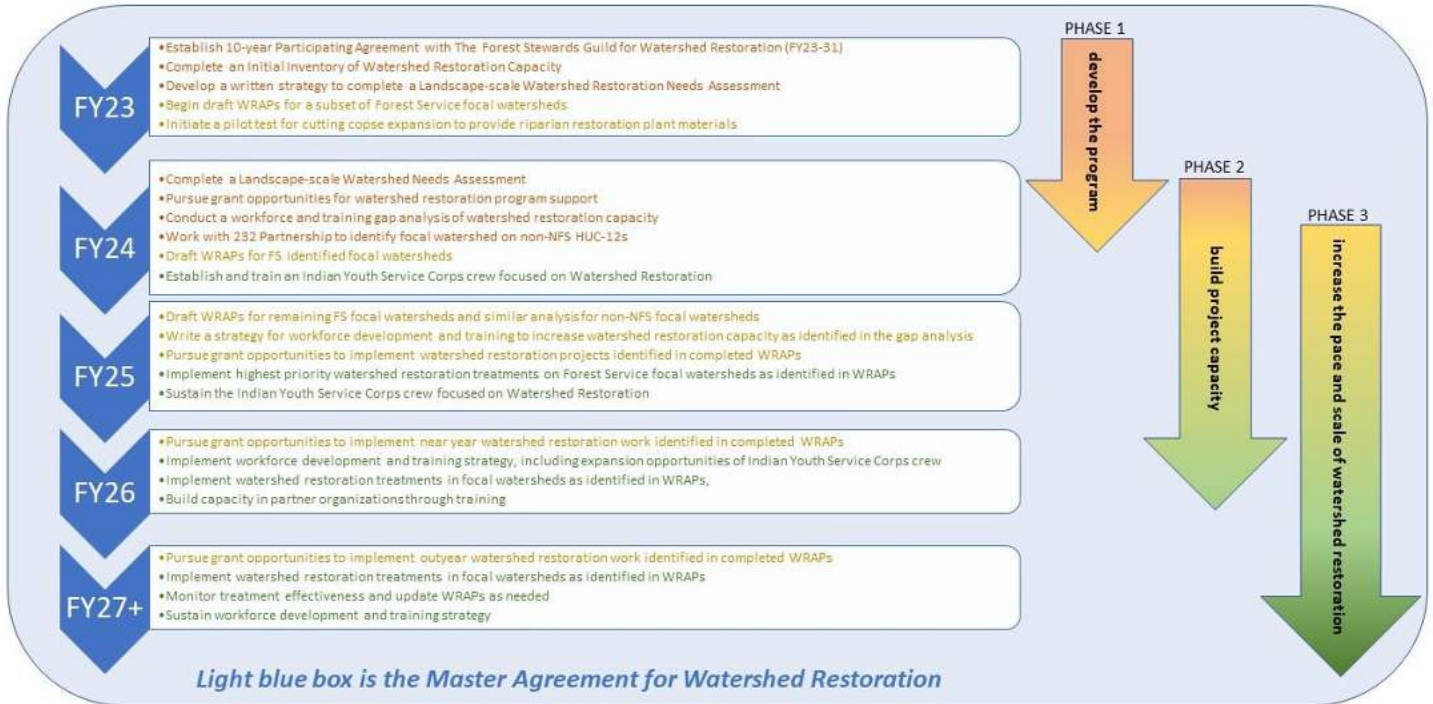 FY23
•Establish 10-year Participating Agreement with The Forest Stewards Guild for Watershed Restoration (FY23-31)
•Complete an Initial Inventory of Watershed Restoration Capacity
•Develop a written strategy to complete a Landscape-scale Watershed Restoration Needs Assessment
•Begin draft WRAPs for a subset of Forest Service focal watersheds
•Initiate a pilot test for cutting copse expansion to provide riparian restoration plant materials
FY24
•Complete a Landscape-scale Watershed Needs Assessment
•Pursue grant opportunities for watershed restoration program support
•Conduct a workforce and training gap analysis of watershed restoration capacity
•Work with 232 Partnership to identify focal watershed on non-NFS HUC-12s
•Draft WRAPs for FS identified focal watersheds
•Establish and train an Indian Youth Service Corps crew focused on Watershed Restoration
FY25
•Draft WRAPs for remaining FS focal watersheds and similar analysis for non-NFS focal watersheds
•Write a strategy for workforce development and training to increase watershed restoration capacity as identified in the gap analysis
•Pursue grant opportunities to implement watershed restoration projects identified in completed WRAPs
•Implement highest priority watershed restoration treatments on Forest Service focal watersheds as identified in WRAPs
•Sustain the Indian Youth Service Corps crew focused on Watershed Restoration
FY26
•Pursue grant opportunities to implement near year watershed restoration work identified in completed WRAPs
•Implement workforce development and training strategy, including expansion opportunities of Indian Youth Service Corps crew
•Implement watershed restoration treatments in focal watersheds as identified in WRAPs,
•Build capacity in partner organizations through training
FY27+
•Pursue grant opportunities to implement outyear watershed restoration work identified in completed WRAPs
•Implement watershed restoration treatments in focal watersheds as identified in WRAPs
•Monitor treatment effectiveness and update WRAPs as needed
•Sustain workforce development and training strategy
PHASE 1
develop the program
PHASE 2
build project capacity
PHASE 3
increase the pace and scale of watershed restoration
Light blue box is the Master Agreement for Watershed Restoration